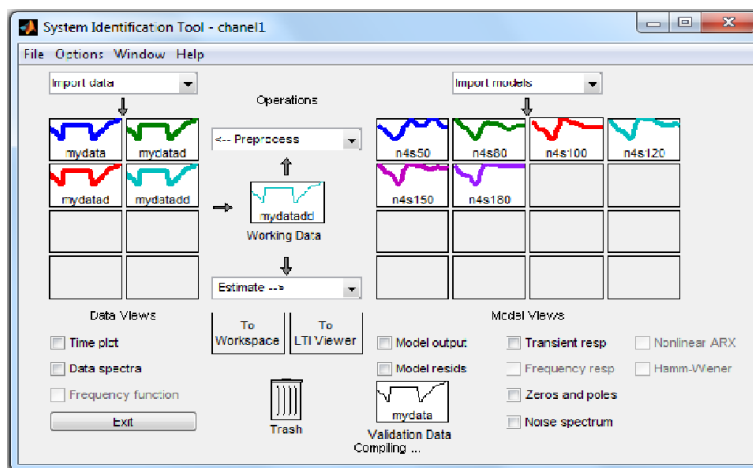 System Identification Tool - chanel1
File Options Window Help
Import data
Import models
Operations
mydata
mydatad
<-- Preprocess
n4s50
n4s80
n4s100
n4s120
mydatad
mydatadd
mydatadd
n4s150
n4s180
Working Data
Estimate -->
Data Views
Model Views
To Workspace
To LTI Viewer
Time plot
Model output
Transient resp
Nonlinear ARX
Data spectra
Model resids
Frequency resp
Hamm-Wiener
Frequency function
Zeros and poles
mydata
Exit
Trash
Validation Data
Noise spectrum
Compiling ...